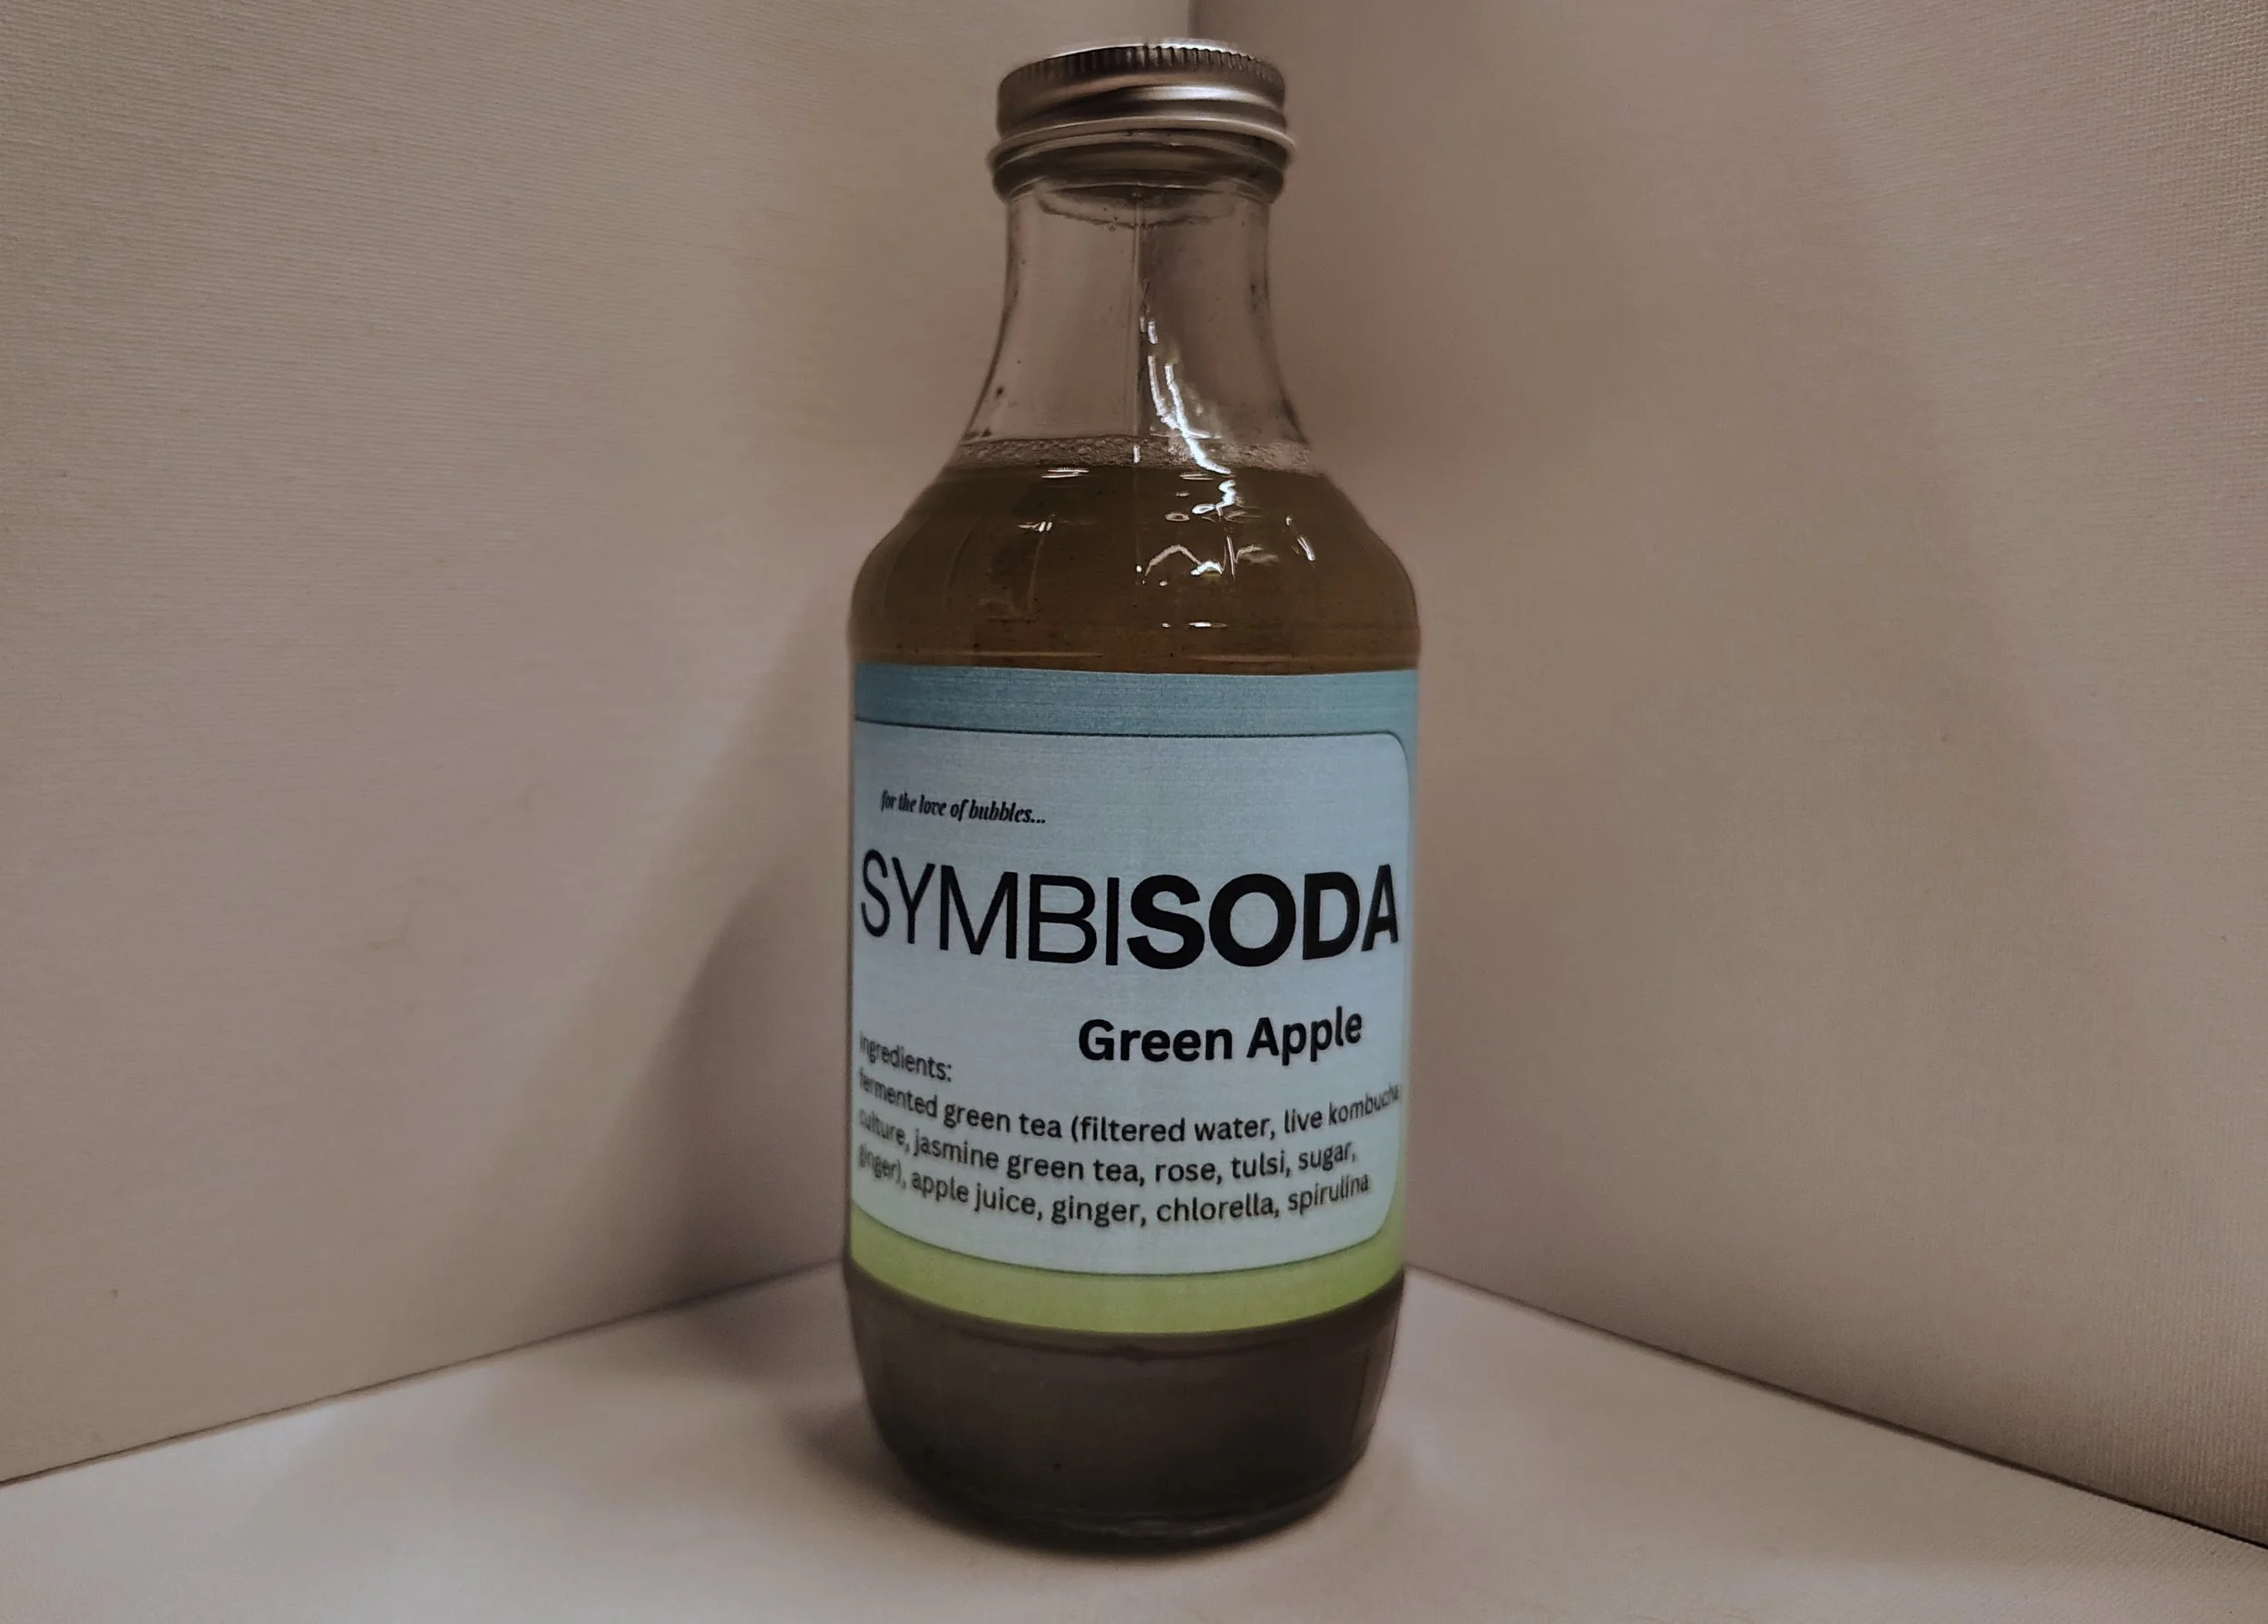 for the love of bubbles...
SYMBISODA
Green Apple
Ingredients:
fermented green tea (filtered water, live kombucha
culture, jasmine green tea, rose, tulsi, sugar,
ginger), apple juice, ginger, chlorella, spirulina